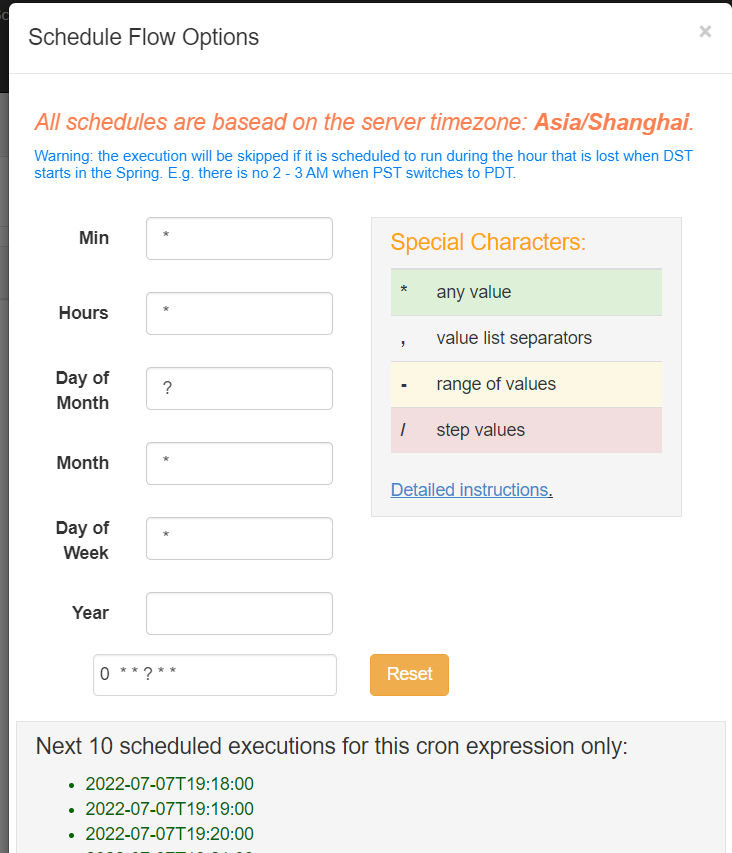 Schedule Flow Options
×
All schedules are basead on the server timezone: Asia/Shanghai.
Warning: the execution will be skipped if it is scheduled to run during the hour that is lost when DST
starts in the Spring. E.g. there is no 2 - 3 AM when PST switches to PDT.
Min
*
Hours
*
Day of
Month
?
Month
*
Day of
Week
*
Year
0 * * ? * *
Reset
Special Characters:
* any value
, value list separators
- range of values
/ step values
Detailed instructions.
Next 10 scheduled executions for this cron expression only:
• 2022-07-07T19:18:00
• 2022-07-07T19:19:00
• 2022-07-07T19:20:00